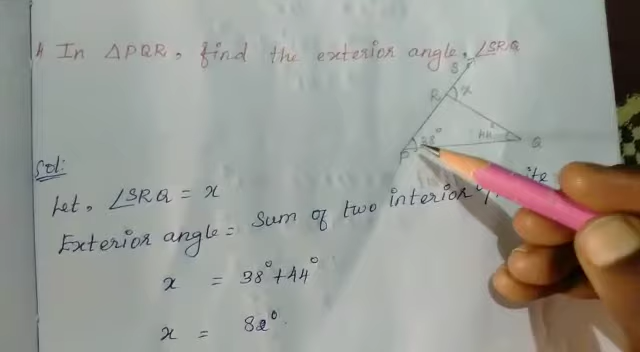 In ΔPQR, find the exterior angle, ∠SRQ
S
R x
38° 44° Q
P
Sol:
Let, ∠SRQ = x
Exterior angle = Sum of two interior
x = 38° + 44°
x = 82°.